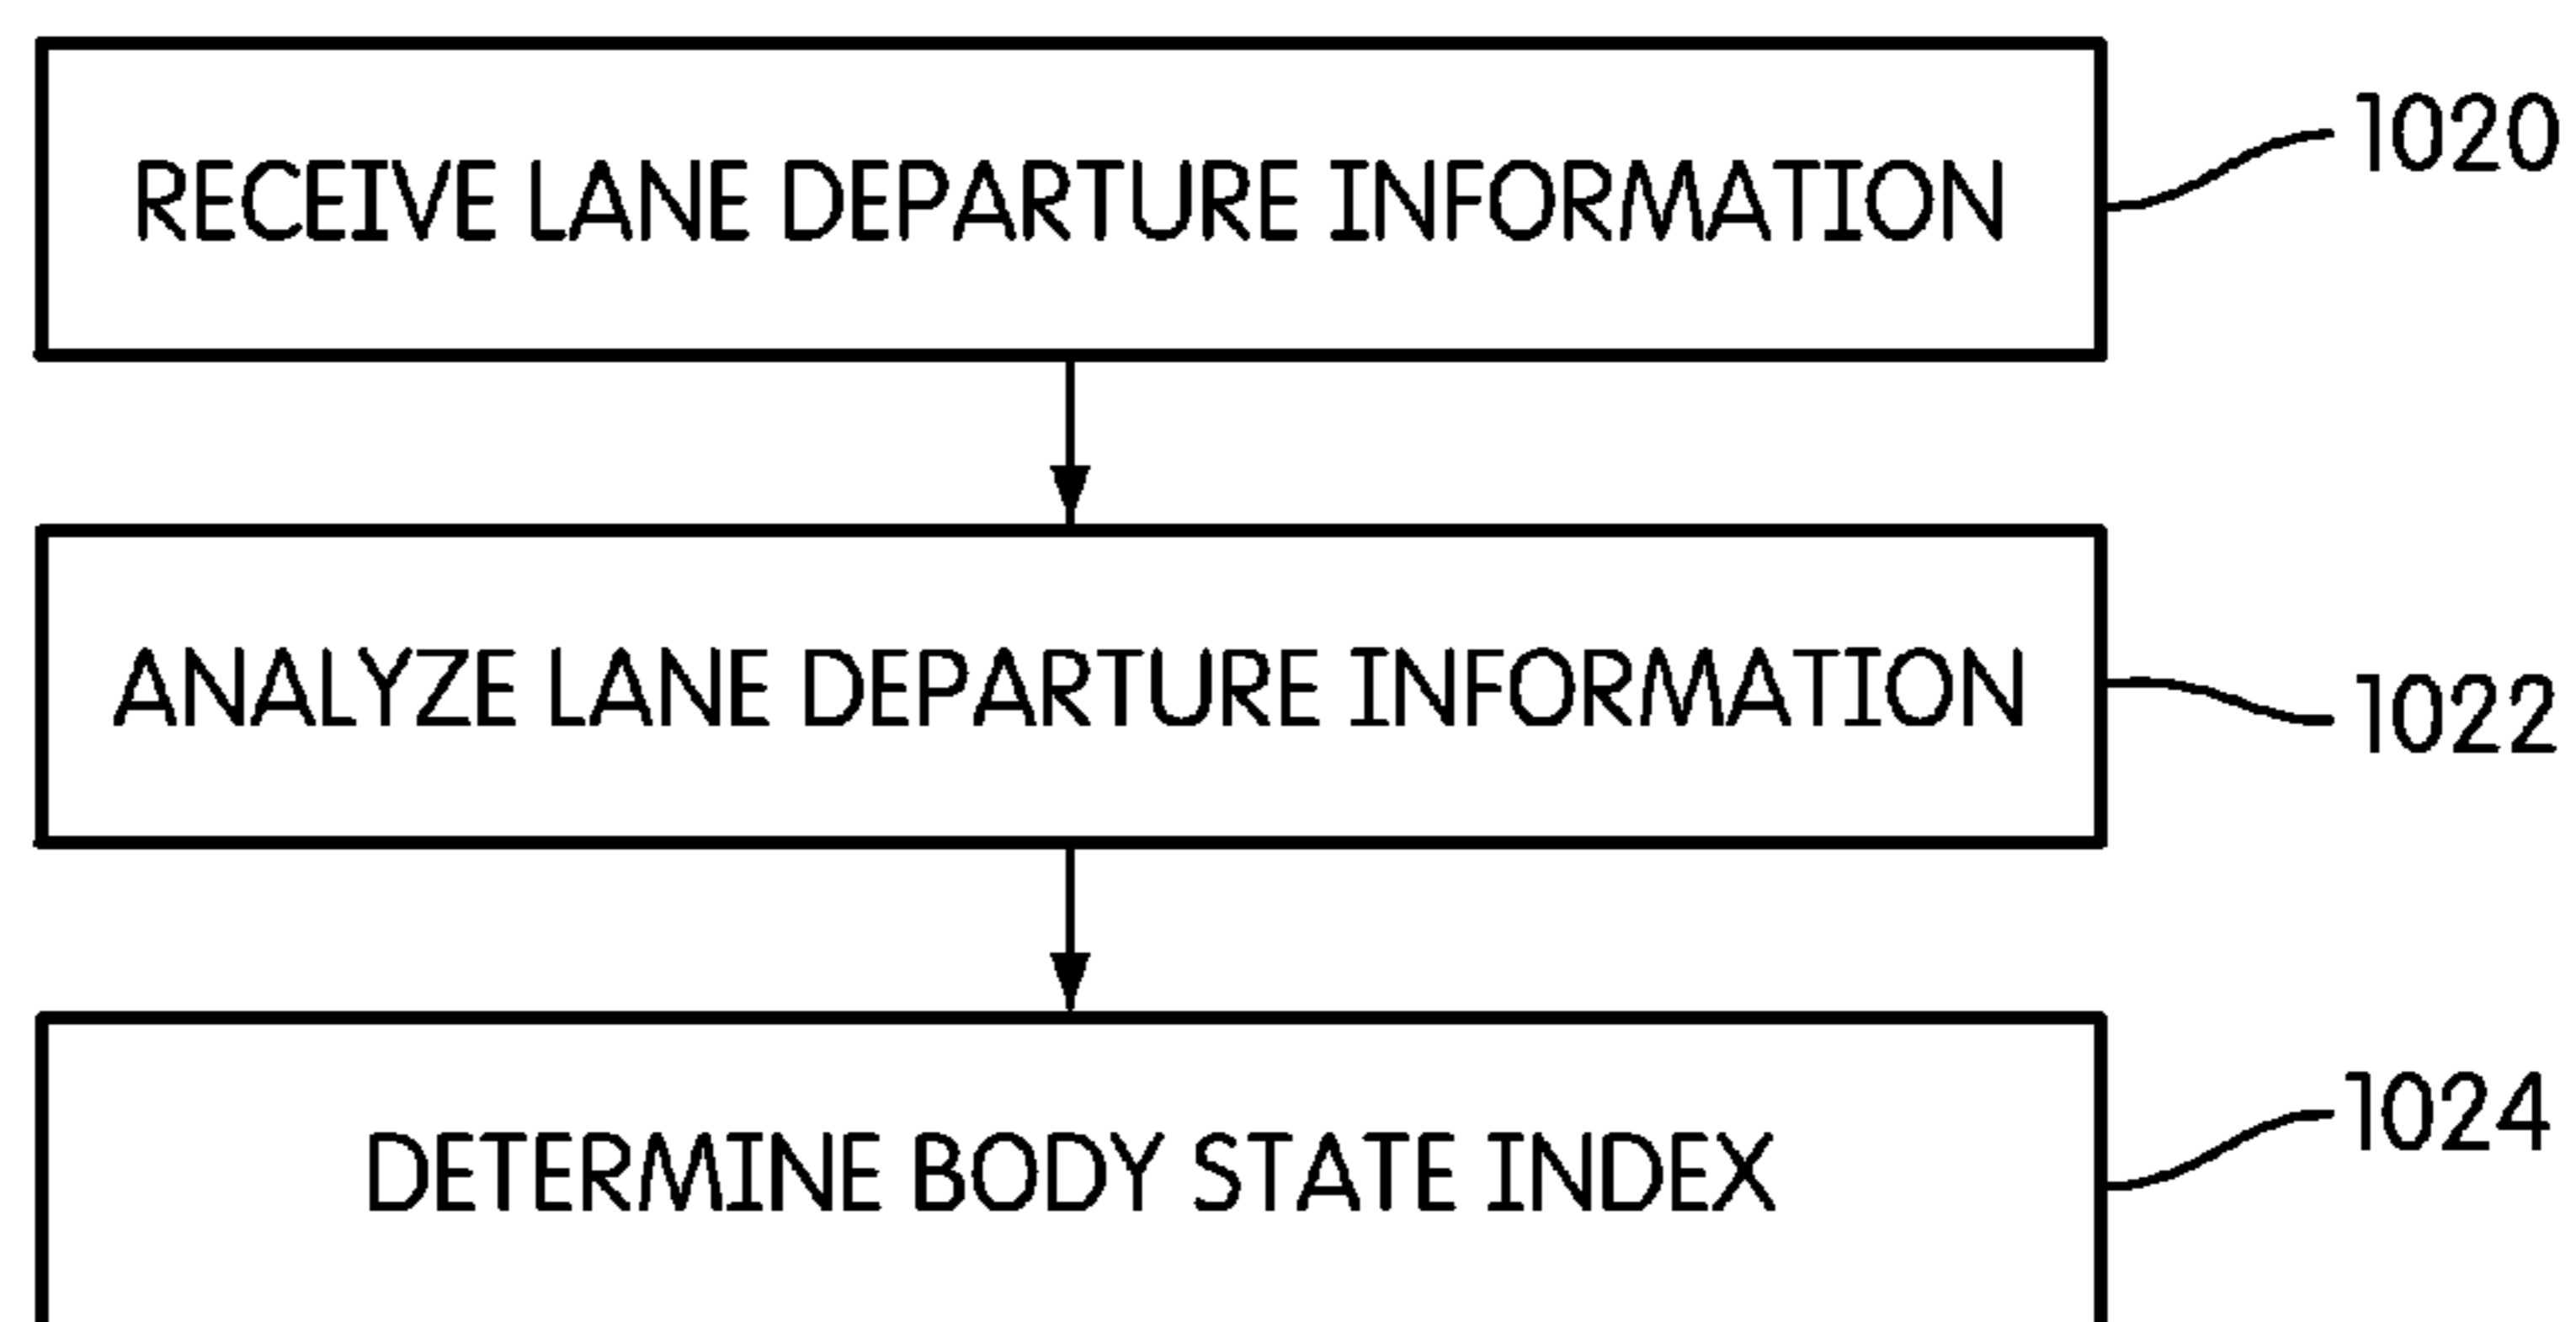 RECEIVE LANE DEPARTURE INFORMATION
1020
ANALYZE LANE DEPARTURE INFORMATION
1022
DETERMINE BODY STATE INDEX
1024